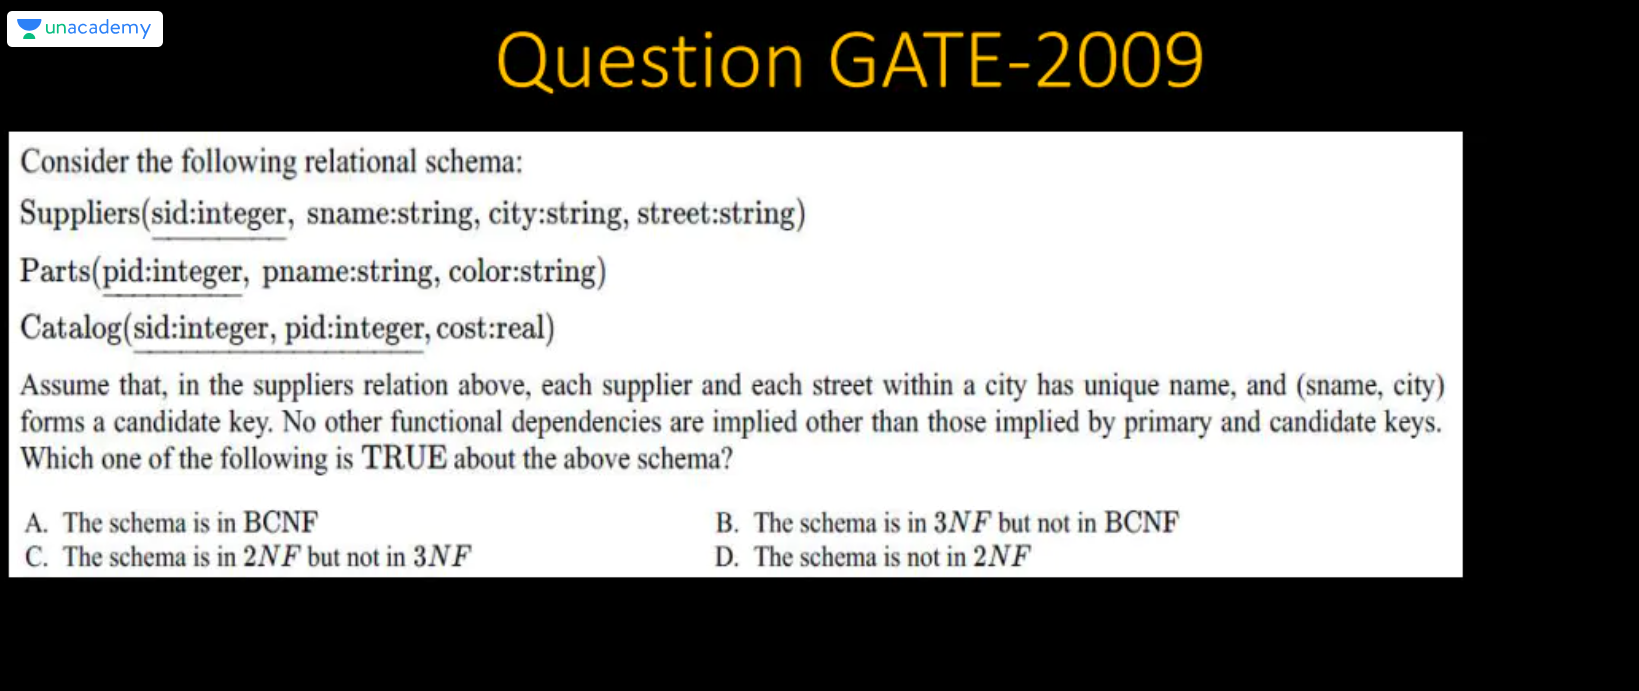 unacademy
Question GATE-2009
Consider the following relational schema:
Suppliers(sid:integer, sname:string, city:string, street:string)
Parts(pid:integer, pname:string, color:string)
Catalog(sid:integer, pid:integer, cost:real)
Assume that, in the suppliers relation above, each supplier and each street within a city has unique name, and (sname, city)
forms a candidate key. No other functional dependencies are implied other than those implied by primary and candidate keys.
Which one of the following is TRUE about the above schema?
A. The schema is in BCNF
B. The schema is in 3NF but not in BCNF
C. The schema is in 2NF but not in 3NF
D. The schema is not in 2NF